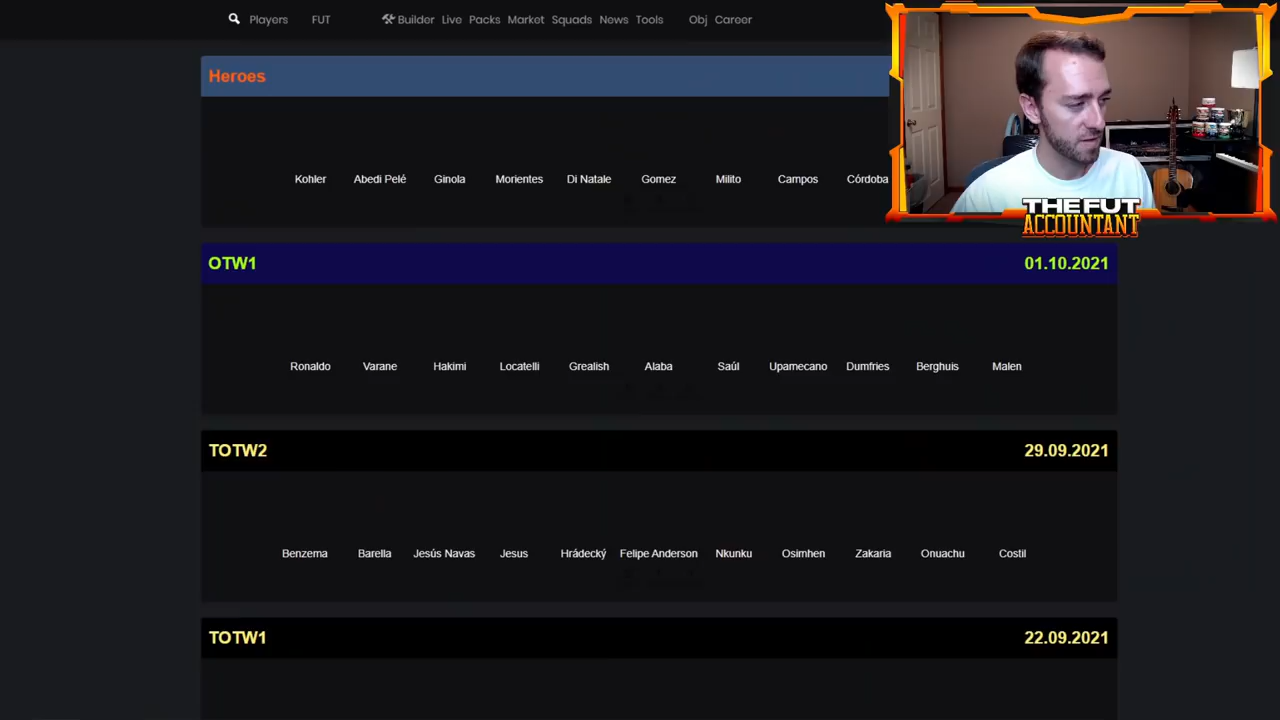 Players FUT Builder Live Packs Market Squads News Tools Obj Career
Heroes
Kohler Abedi Pelé Ginola Morientes Di Natale Gomez Milito Campos Córdoba
THE FUT
ACCOUNTANT
OTW1 01.10.2021
Ronaldo Varane Hakimi Locatelli Grealish Alaba Saúl Upamecano Dumfries Berghuis Malen
TOTW2 29.09.2021
Benzema Barella Jesús Navas Jesus Hrádecký Felipe Anderson Nkunku Osimhen Zakaria Onuachu Costil
TOTW1 22.09.2021